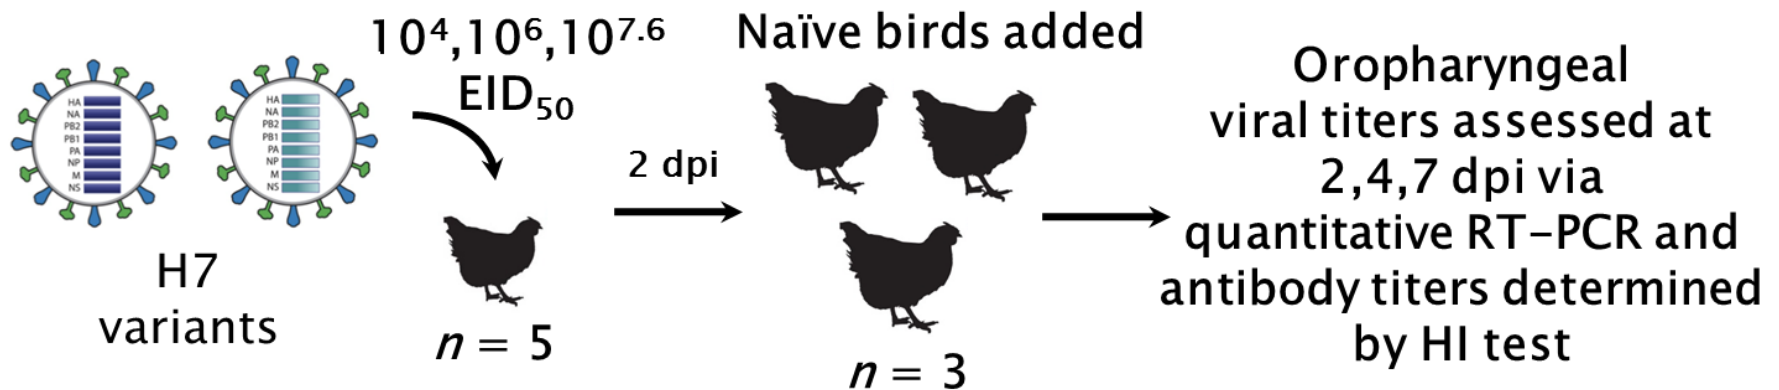 10⁴,10⁶,10⁷·⁶
EID₅₀
HA
NA
PB2
PB1
PA
NP
M
NS
HA
NA
PB2
PB1
PA
NP
M
NS
H7
variants
n = 5
2 dpi
Naïve birds added
n = 3
Oropharyngeal
viral titers assessed at
2,4,7 dpi via
quantitative RT-PCR and
antibody titers determined
by HI test